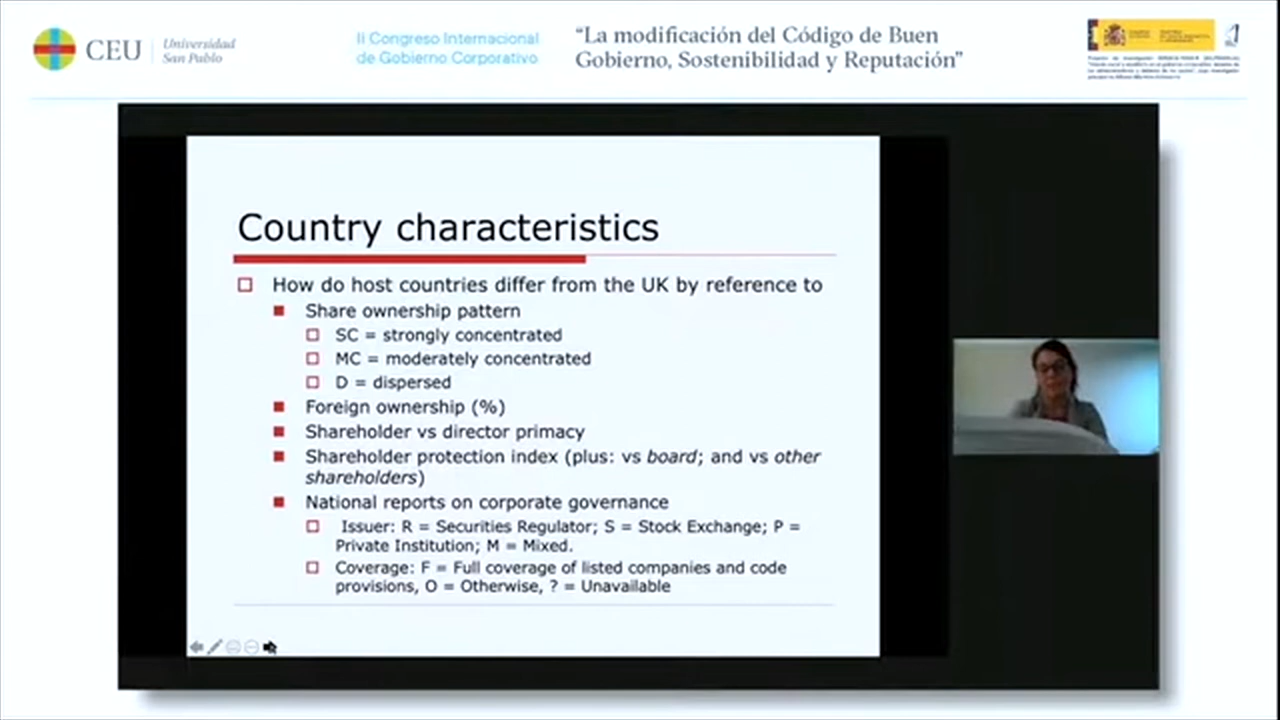 CEU
Universidad
San Pablo
II Congreso Internacional
de Gobierno Corporativo
“La modificación del Código de Buen
Gobierno, Sostenibilidad y Reputación”
Country characteristics
How do host countries differ from the UK by reference to
Share ownership pattern
SC = strongly concentrated
MC = moderately concentrated
D = dispersed
Foreign ownership (%)
Shareholder vs director primacy
Shareholder protection index (plus: vs board; and vs other
shareholders)
National reports on corporate governance
Issuer: R = Securities Regulator; S = Stock Exchange; P =
Private Institution; M = Mixed.
Coverage: F = Full coverage of listed companies and code
provisions, O = Otherwise, ? = Unavailable